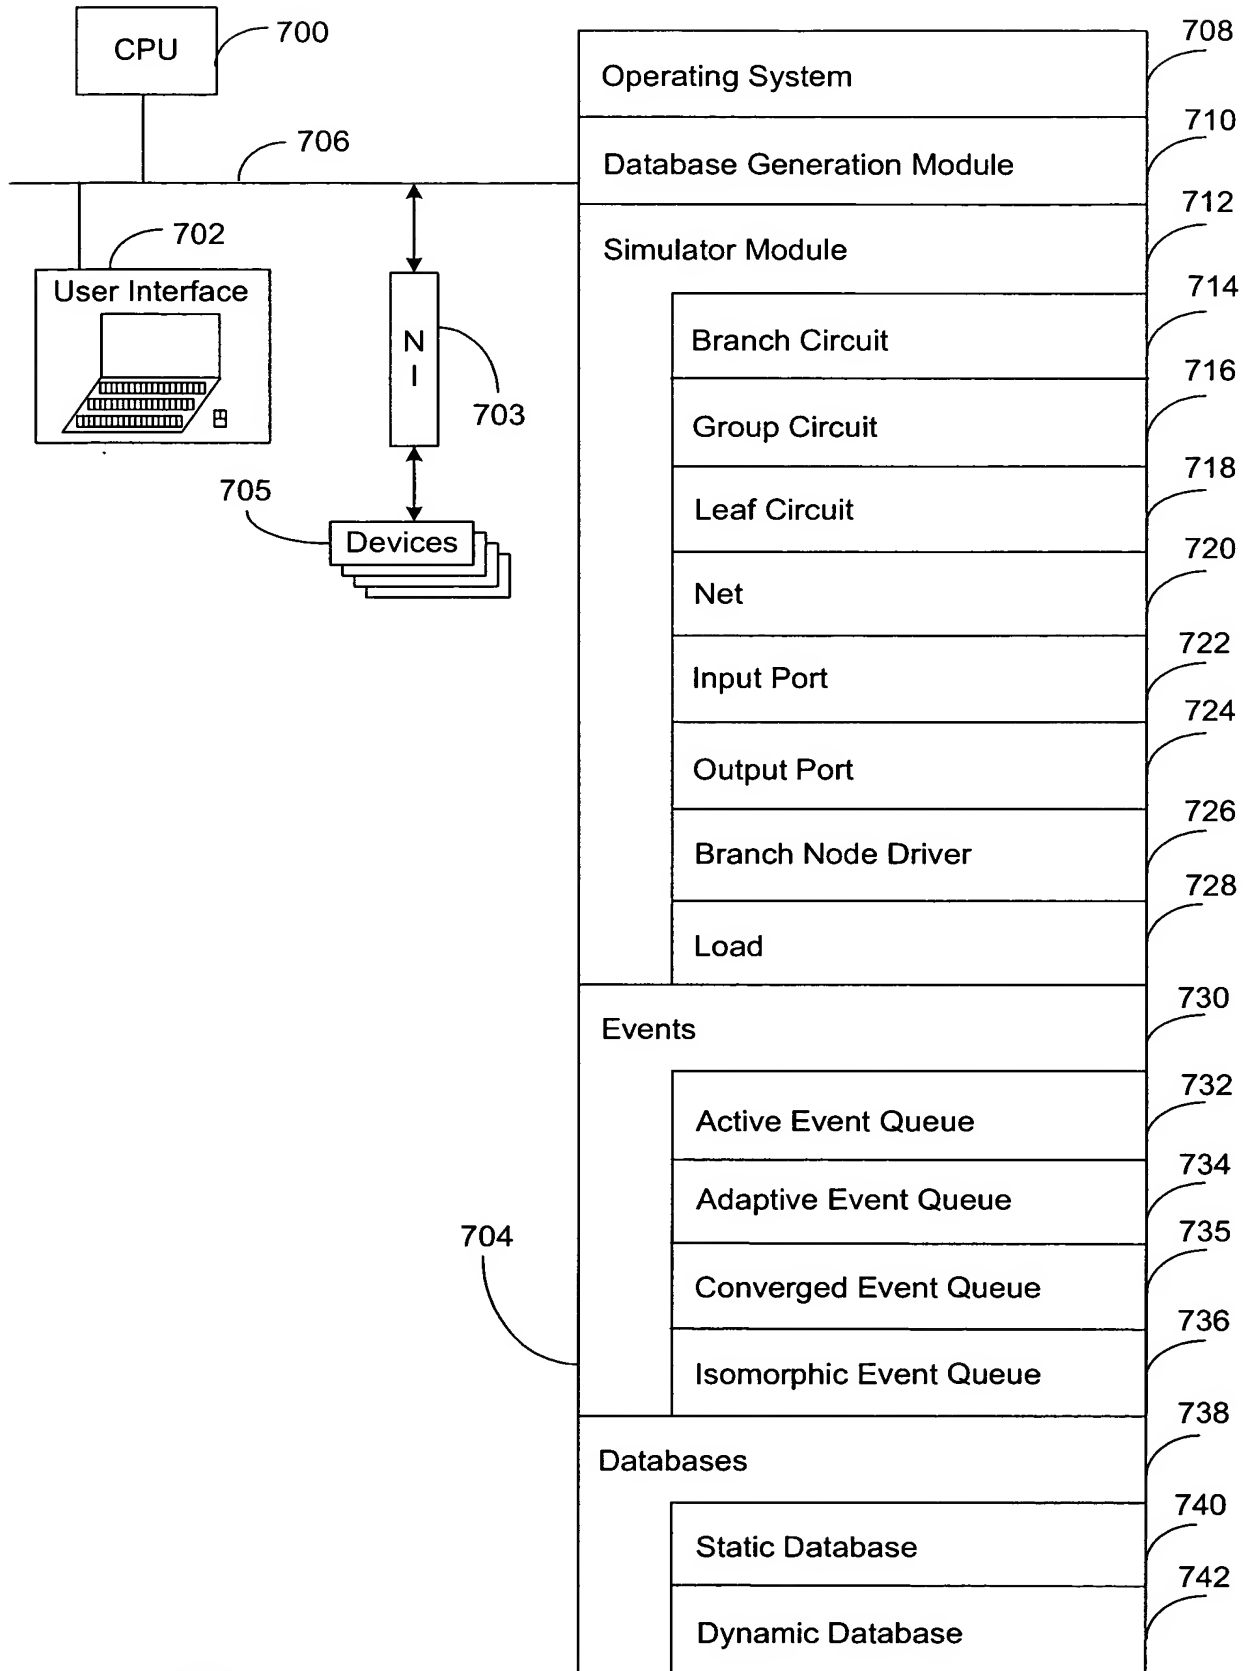 CPU
700
706
702
User Interface
N
I
703
705
Devices
704
Operating System
708
Database Generation Module
710
Simulator Module
712
Branch Circuit
714
Group Circuit
716
Leaf Circuit
718
Net
720
Input Port
722
Output Port
724
Branch Node Driver
726
Load
728
Events
730
Active Event Queue
732
Adaptive Event Queue
734
Converged Event Queue
735
Isomorphic Event Queue
736
Databases
738
Static Database
740
Dynamic Database
742